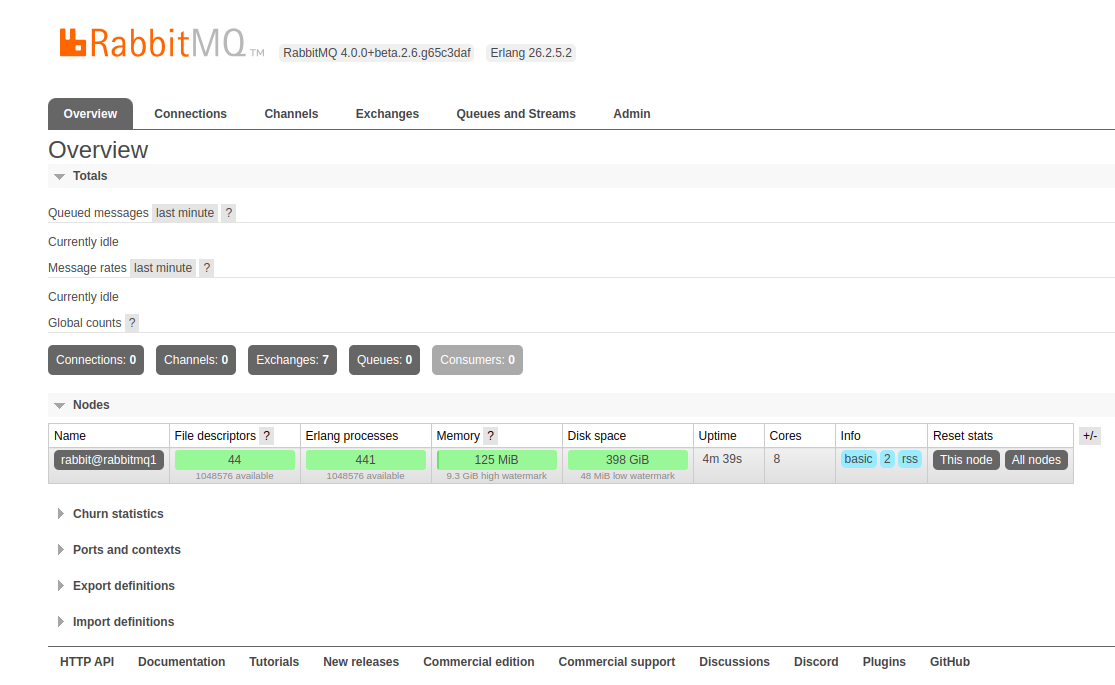 RabbitMQ TM RabbitMQ 4.0.0+beta.2.6.g65c3daf Erlang 26.2.5.2
Overview Connections Channels Exchanges Queues and Streams Admin
Overview
Totals
Queued messages last minute ?
Currently idle
Message rates last minute ?
Currently idle
Global counts ?
Connections: 0 Channels: 0 Exchanges: 7 Queues: 0 Consumers: 0
Nodes
Name File descriptors ? Erlang processes Memory ? Disk space Uptime Cores Info Reset stats +/-
rabbit@rabbitmq1 44 441 125 MiB 398 GiB 4m 39s 8 basic 2 rss This node All nodes
1048576 available 1048576 available 9.3 GiB high watermark 48 MiB low watermark
Churn statistics
Ports and contexts
Export definitions
Import definitions
HTTP API Documentation Tutorials New releases Commercial edition Commercial support Discussions Discord Plugins GitHub